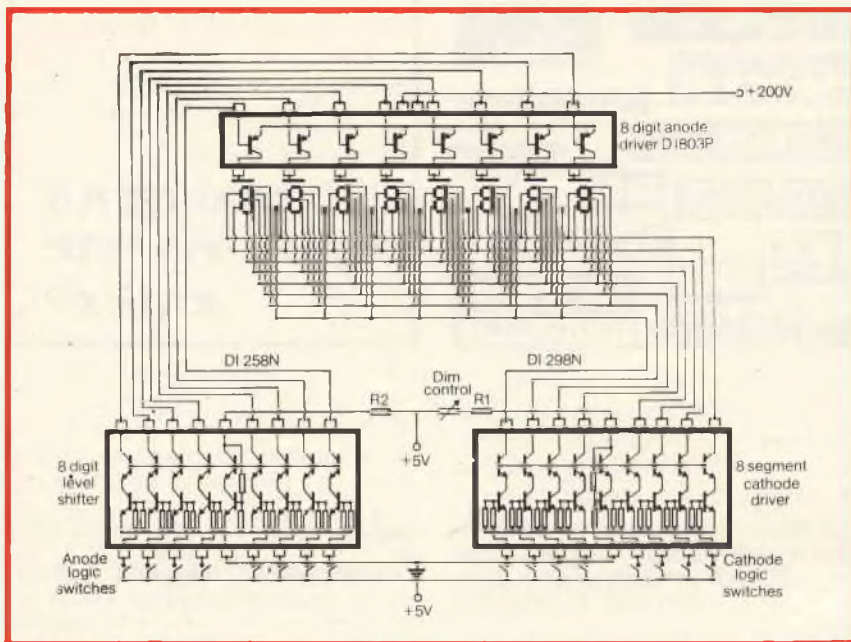 +200V
8 digit anode
driver DI803P
DI 258N
DI 298N
Dim
control
R2
R1
+5V
8 digit
level
shifter
8 segment
cathode
driver
Anode
logic
switches
Cathode
logic
switches
+5V